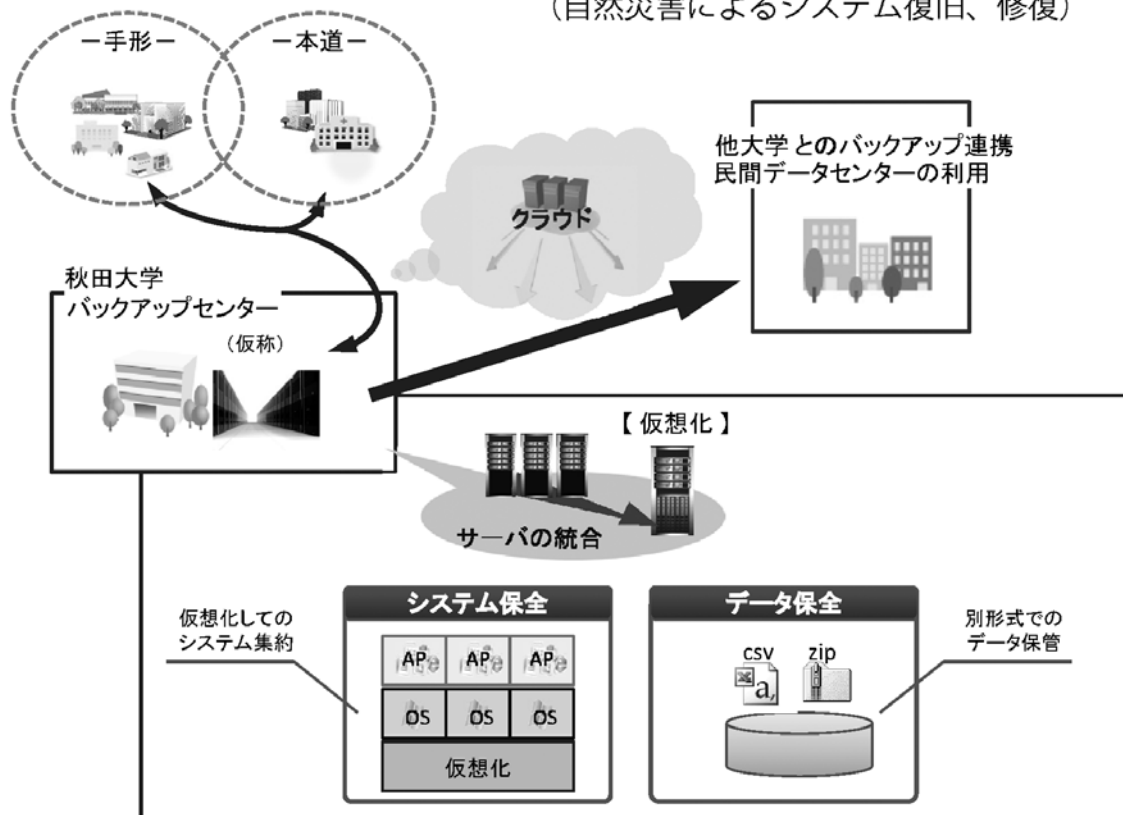 （自然災害によるシステム復旧、修復）
－手形－
－本道－
他大学とのバックアップ連携
民間データセンターの利用
クラウド
秋田大学
バックアップセンター
（仮称）
【仮想化】
サーバの統合
システム保全
データ保全
仮想化しての
システム集約
別形式での
データ保管
AP
AP
AP
csv
zip
a,
OS
OS
OS
仮想化